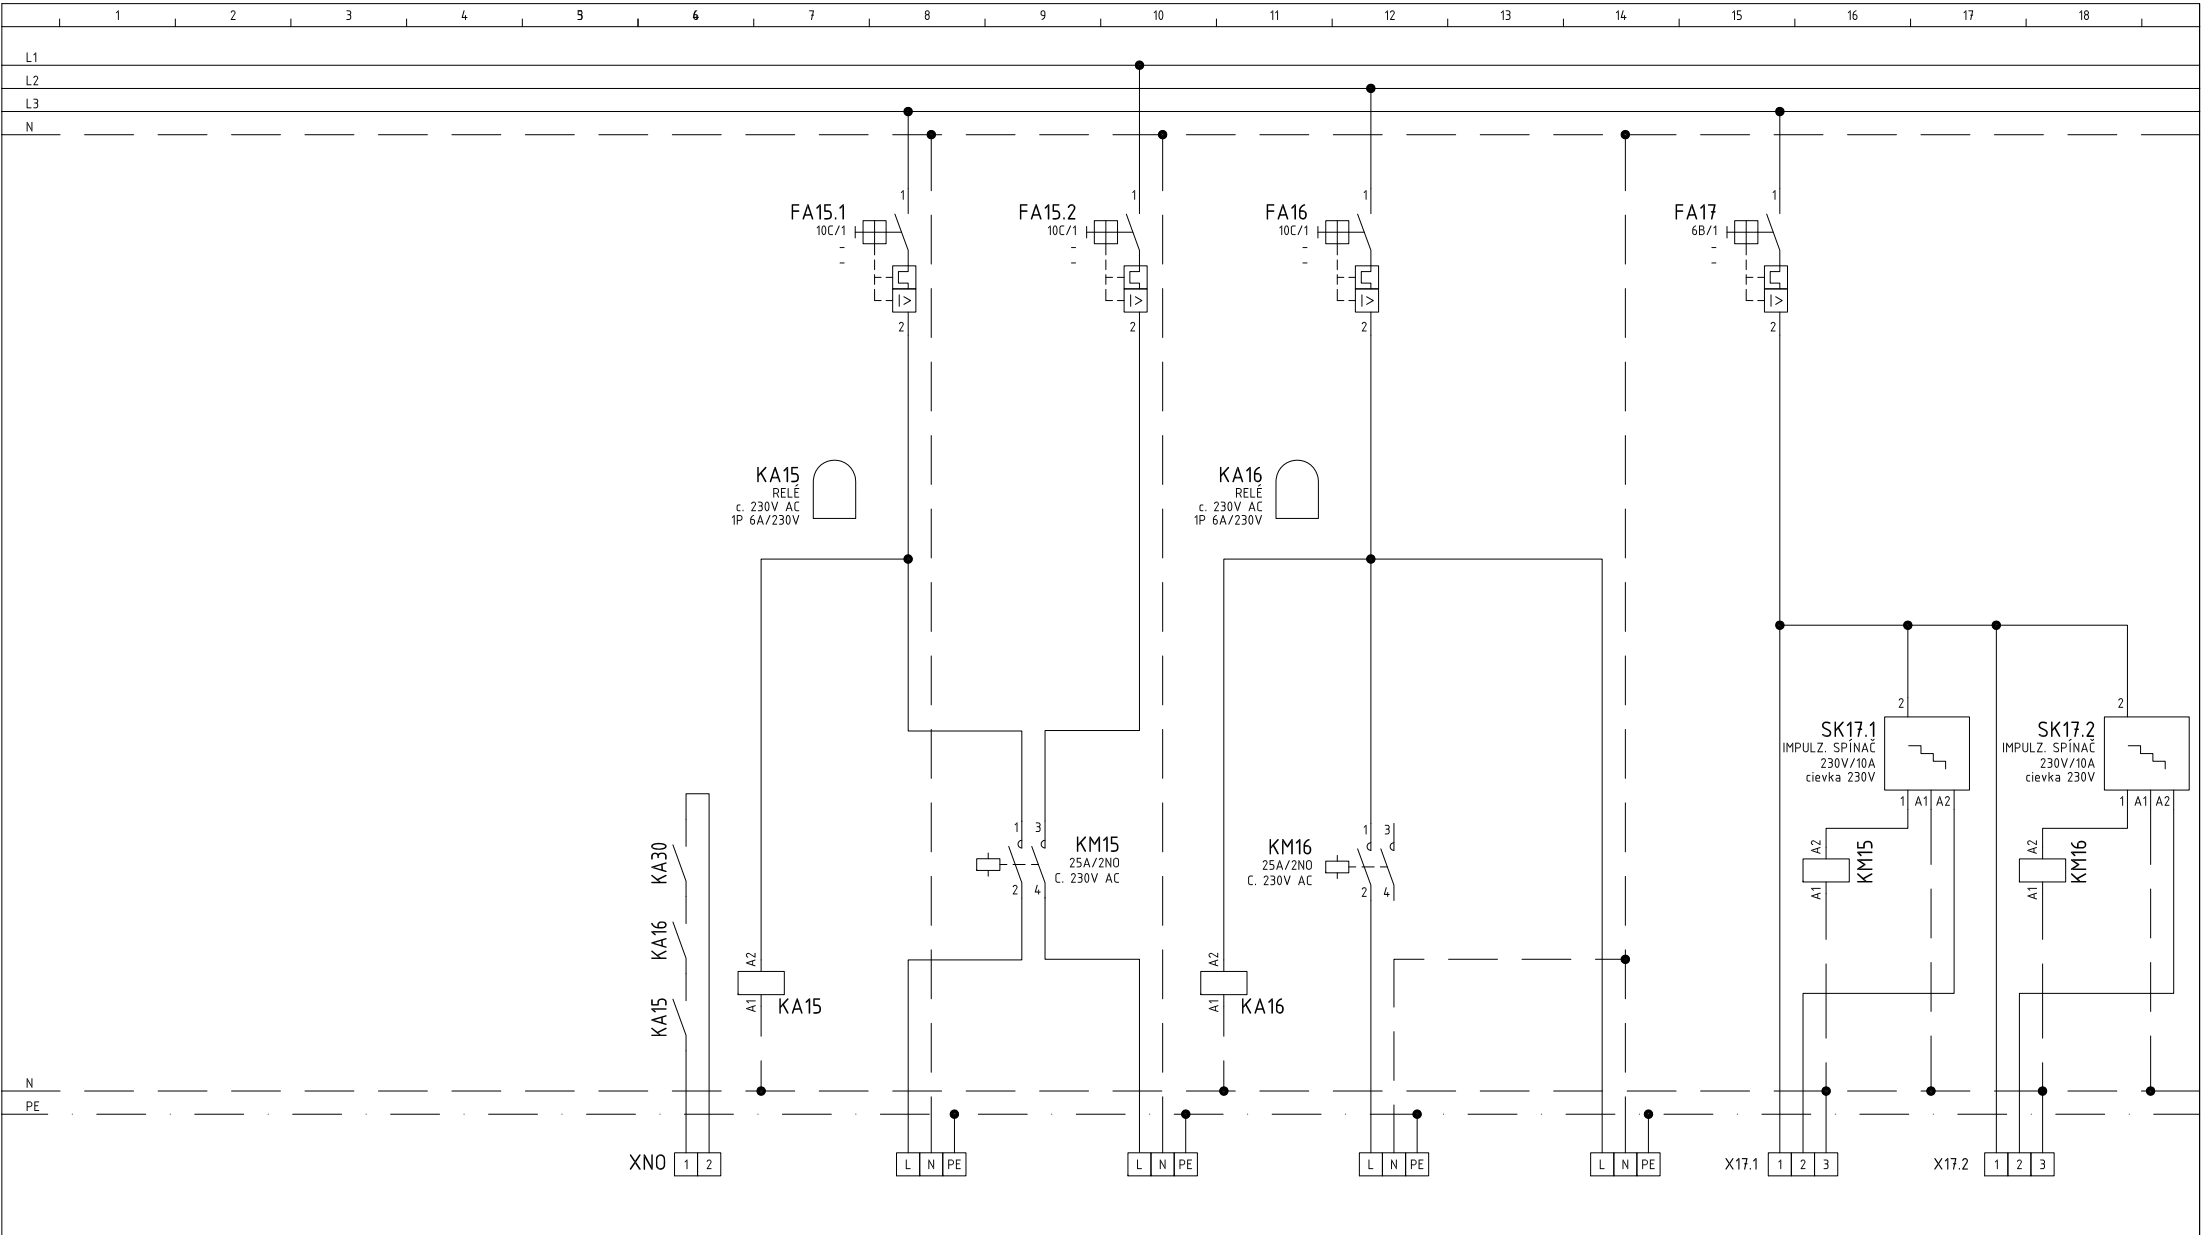 1 2 3 4 5 6 7 8 9 10 11 12 13 14 15 16 17 18
L1
L2
L3
N
1 1 1 1
FA15.1
10C/1
-
-
FA15.2
10C/1
-
-
FA16
10C/1
-
-
FA17
6B/1
-
-
I> I> I> I>
2 2 2 2
KA15
RELÉ
c. 230V AC
1P 6A/230V
KA16
RELÉ
c. 230V AC
1P 6A/230V
2
SK17.1
IMPULZ. SPÍNAČ
230V/10A
cievka 230V
1 A1 A2
2
SK17.2
IMPULZ. SPÍNAČ
230V/10A
cievka 230V
1 A1 A2
KA30
KA16
KA15
1 3
KM15
25A/2NO
C. 230V AC
2 4
1 3
KM16
25A/2NO
C. 230V AC
2 4
A2
KM15
A1
A2
KM16
A1
A2
A1
KA15
A2
A1
KA16
N
PE
XNO 1 2
L N PE
L N PE
L N PE
L N PE
X17.1 1 2 3
X17.2 1 2 3